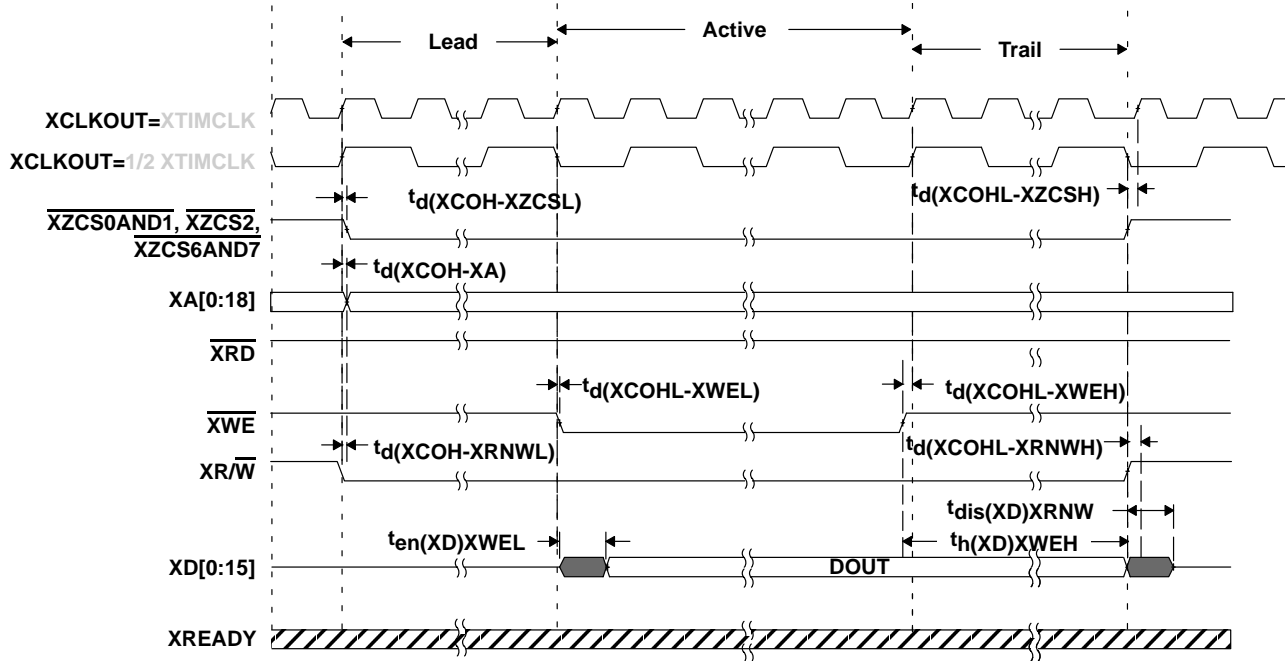 Lead
Active
Trail
XCLKOUT=XTIMCLK
XCLKOUT=1/2 XTIMCLK
td(XCOH-XZCSL)
td(XCOHL-XZCSH)
XZCS0AND1, XZCS2,
XZCS6AND7
td(XCOH-XA)
XA[0:18]
XRD
td(XCOHL-XWEL)
td(XCOHL-XWEH)
XWE
td(XCOH-XRNWL)
td(XCOHL-XRNWH)
XR/W
tdis(XD)XRNW
ten(XD)XWEL
th(XD)XWEH
XD[0:15]
DOUT
XREADY